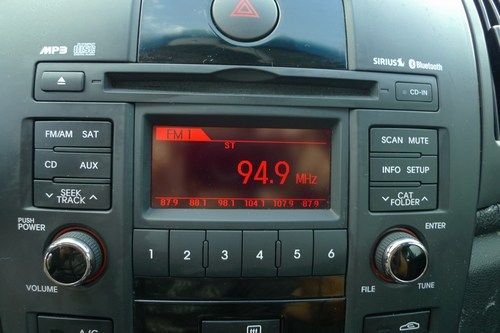 MP3
SIRIUS Bluetooth
CD-IN
FM/AM SAT
CD AUX
SEEK
TRACK
PUSH
POWER
VOLUME
FM 1
ST
94.9 MHz
87.9 88.1 98.1 104.1 107.9 87.9
1 2 3 4 5 6
SCAN MUTE
INFO SETUP
CAT
FOLDER
ENTER
FILE TUNE
A/C